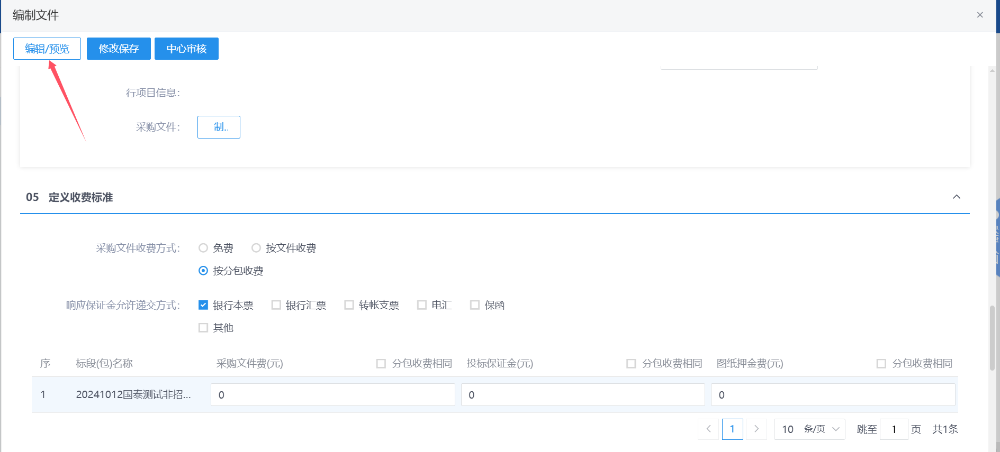 编制文件
编辑/预览 修改保存 中心审核
行项目信息：
采购文件： 制..
05 定义收费标准
采购文件收费方式： 免费 按文件收费
按分包收费
响应保证金允许递交方式： 银行本票 银行汇票 转帐支票 电汇 保函
其他
序 标段(包)名称 采购文件费(元) 分包收费相同 投标保证金(元) 分包收费相同 图纸押金费(元) 分包收费相同
1 20241012国泰测试非招... 0 0 0
1 10 条/页 跳至 1 页 共1条